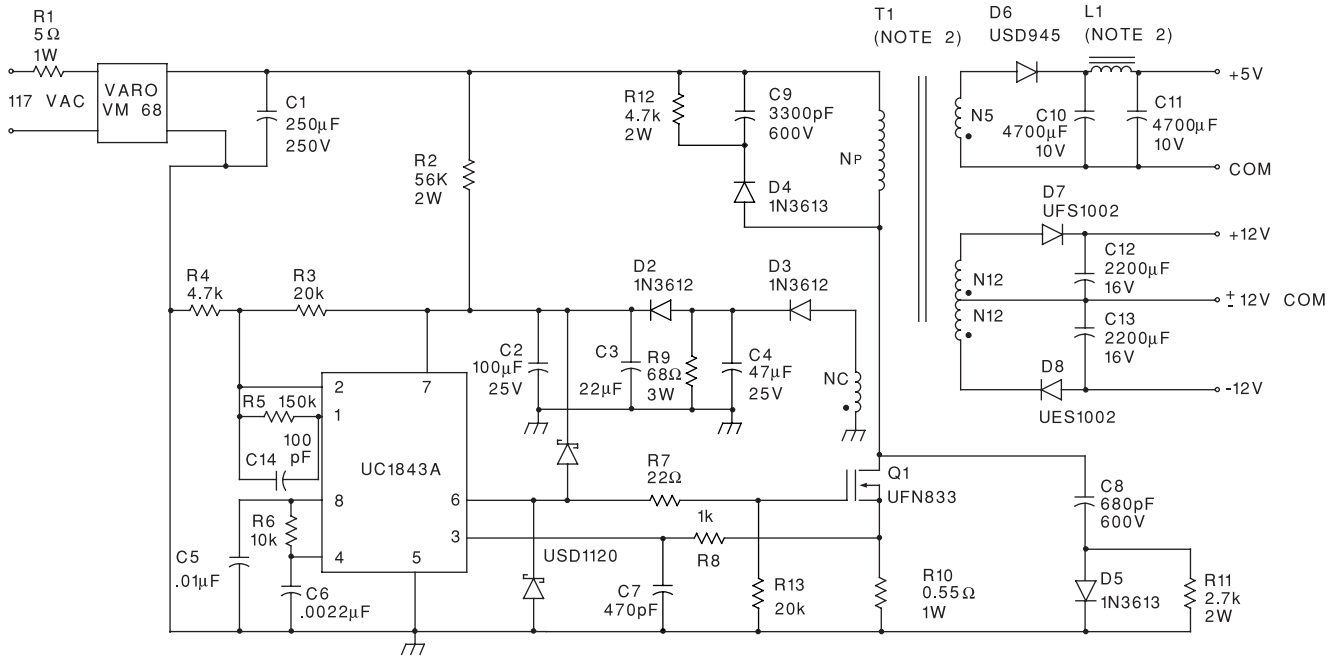 R1
5Ω
1W
117 VAC
VARO
VM 68
C1
250µF
250V
R2
56K
2W
R12
4.7k
2W
C9
3300pF
600V
D4
1N3613
NP
T1
(NOTE 2)
D6
USD945
L1
(NOTE 2)
+5V
N5
C10
4700µF
10V
C11
4700µF
10V
COM
D7
UFS1002
+12V
N12
N12
C12
2200µF
16V
± 12V COM
C13
2200µF
16V
D8
UES1002
-12V
R4
4.7k
R3
20k
D2
1N3612
D3
1N3612
C2
100µF
25V
C3
22µF
R9
68Ω
3W
C4
47µF
25V
NC
2
7
R5 150k
1
C14
100
pF
UC1843A
8
6
R6
10k
4
5
3
C5
.01µF
C6
.0022µF
USD1120
R7
22Ω
1k
R8
C7
470pF
R13
20k
Q1
UFN833
R10
0.55Ω
1W
C8
680pF
600V
D5
1N3613
R11
2.7k
2W